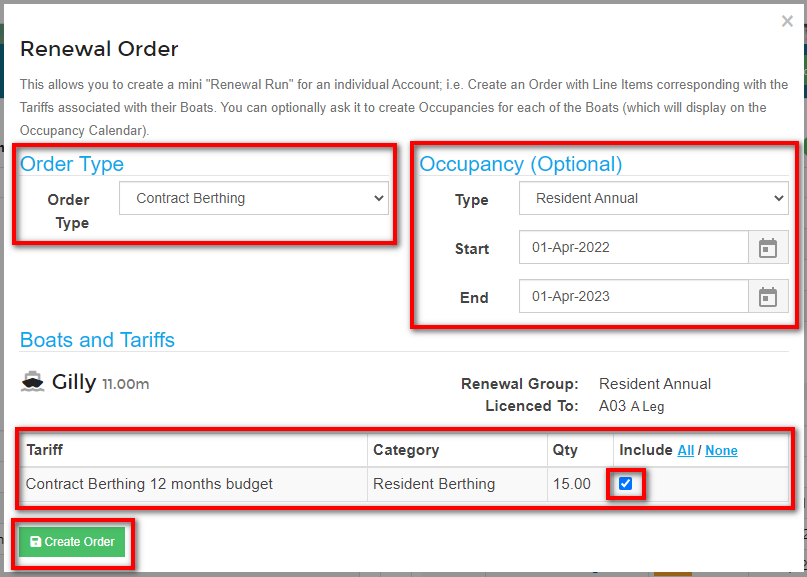 ×
Renewal Order
This allows you to create a mini "Renewal Run" for an individual Account; i.e. Create an Order with Line Items corresponding with the
Tariffs associated with their Boats. You can optionally ask it to create Occupancies for each of the Boats (which will display on the
Occupancy Calendar).
Order Type
Order Type
Contract Berthing
Occupancy (Optional)
Type Resident Annual
Start 01-Apr-2022
End 01-Apr-2023
Boats and Tariffs
Gilly 11.00m
Renewal Group: Resident Annual
Licenced To: A03 A Leg
Tariff Category Qty Include All / None
Contract Berthing 12 months budget Resident Berthing 15.00
Create Order